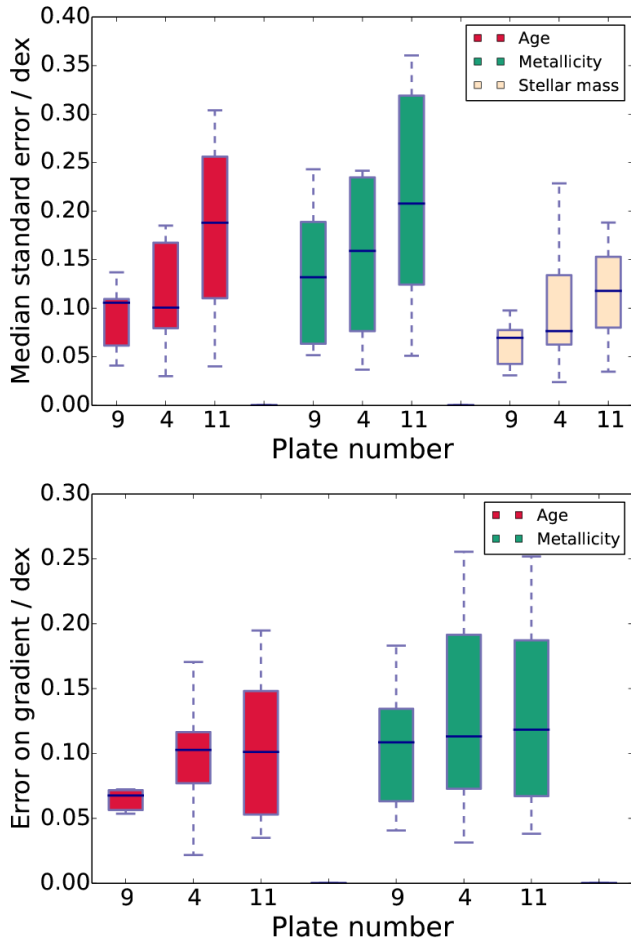 0.40
0.35
0.30
0.25
0.20
0.15
0.10
0.05
0.00
Median standard error / dex
Age
Metallicity
Stellar mass
9 4 11 9 4 11 9 4 11
Plate number
0.30
0.25
0.20
0.15
0.10
0.05
0.00
Error on gradient / dex
Age
Metallicity
9 4 11 9 4 11
Plate number